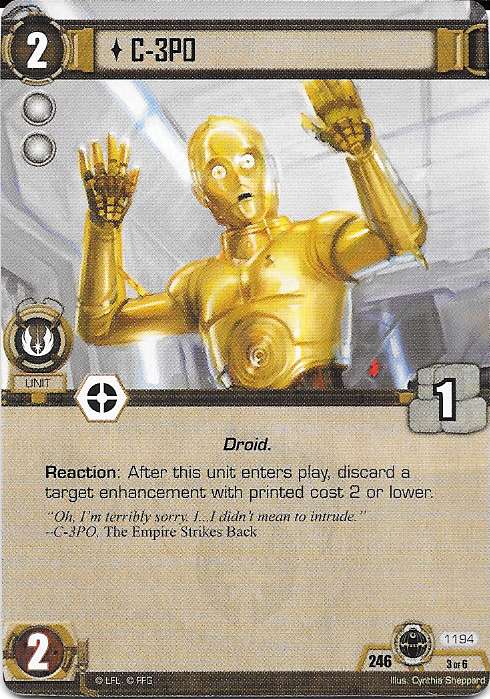 2
C-3PO
UNIT
1
Droid.
Reaction: After this unit enters play, discard a
target enhancement with printed cost 2 or lower.
"Oh, I'm terribly sorry. I...I didn't mean to intrude."
--C-3PO, The Empire Strikes Back
2
246
1194
3 OF 6
© LFL © FFG
Illus. Cynthia Sheppard